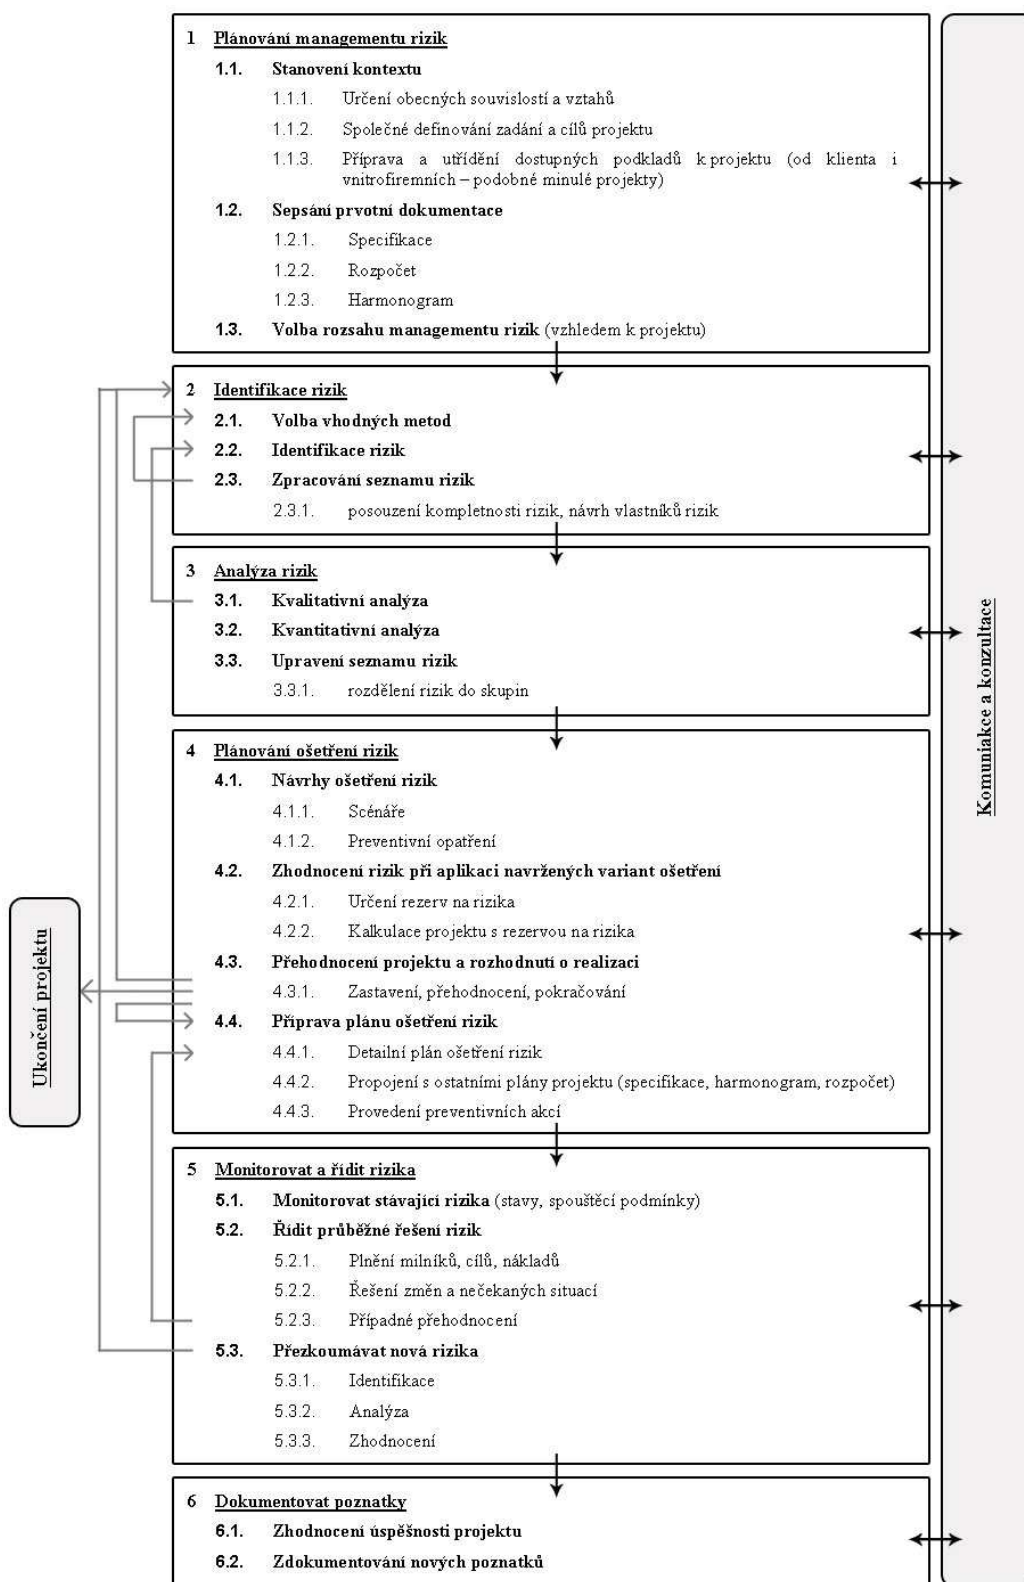 1 Plánování managementu rizik
1.1. Stanovení kontextu
1.1.1. Určení obecných souvislostí a vztahů
1.1.2. Společné definování zadání a cílů projektu
1.1.3. Příprava a utřídění dostupných podkladů k projektu (od klienta i
vnitrofiremních – podobné minulé projekty)
1.2. Sepsání prvotní dokumentace
1.2.1. Specifikace
1.2.2. Rozpočet
1.2.3. Harmonogram
1.3. Volba rozsahu managementu rizik (vzhledem k projektu)
2 Identifikace rizik
2.1. Volba vhodných metod
2.2. Identifikace rizik
2.3. Zpracování seznamu rizik
2.3.1. posouzení kompletnosti rizik, návrh vlastníků rizik
3 Analýza rizik
3.1. Kvalitativní analýza
3.2. Kvantitativní analýza
3.3. Upravení seznamu rizik
3.3.1. rozdělení rizik do skupin
4 Plánování ošetření rizik
4.1. Návrhy ošetření rizik
4.1.1. Scénáře
4.1.2. Preventivní opatření
4.2. Zhodnocení rizik při aplikaci navržených variant ošetření
4.2.1. Určení rezerv na rizika
4.2.2. Kalkulace projektu s rezervou na rizika
4.3. Přehodnocení projektu a rozhodnutí o realizaci
4.3.1. Zastavení, přehodnocení, pokračování
4.4. Příprava plánu ošetření rizik
4.4.1. Detailní plán ošetření rizik
4.4.2. Propojení s ostatními plány projektu (specifikace, harmonogram, rozpočet)
4.4.3. Provedení preventivních akcí
5 Monitorovat a řídit rizika
5.1. Monitorovat stávající rizika (stavy, spouštěcí podmínky)
5.2. Řídit průběžné řešení rizik
5.2.1. Plnění milníků, cílů, nákladů
5.2.2. Řešení změn a nečekaných situací
5.2.3. Případné přehodnocení
5.3. Přezkoumávat nová rizika
5.3.1. Identifikace
5.3.2. Analýza
5.3.3. Zhodnocení
6 Dokumentovat poznatky
6.1. Zhodnocení úspěšnosti projektu
6.2. Zdokumentování nových poznatků
Ukončení projektu
Komuniakce a konzultace